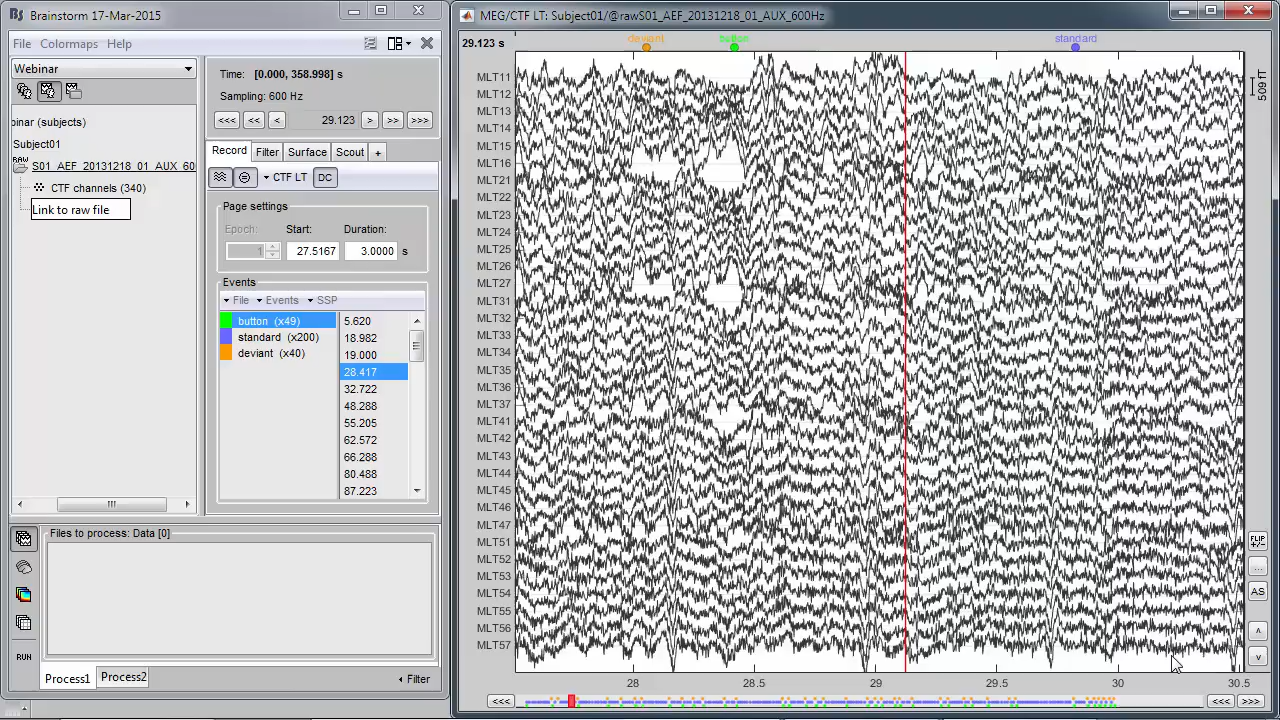 Brainstorm 17-Mar-2015
File Colormaps Help
Webinar
inar (subjects)
Subject01
RAW
S01_AEF_20131218_01_AUX_60
CTF channels (340)
Link to raw file
Time: [0.000, 358.998] s
Sampling: 600 Hz
<<< << < 29.123 > >> >>>
Record Filter Surface Scout +
CTF LT DC
Page settings
Epoch: Start: Duration:
1 27.5167 3.0000 s
Events
File Events SSP
button (x49)
standard (x200)
deviant (x40)
5.620
18.982
19.000
28.417
32.722
48.288
55.205
62.572
66.288
80.488
87.223
Files to process: Data [0]
RUN
Process1 Process2
Filter
MEG/CTF LT: Subject01/@rawS01_AEF_20131218_01_AUX_600Hz
29.123 s
deviant button standard
MLT11
MLT12
MLT13
MLT14
MLT15
MLT16
MLT21
MLT22
MLT23
MLT24
MLT25
MLT26
MLT27
MLT31
MLT32
MLT33
MLT34
MLT35
MLT36
MLT37
MLT41
MLT42
MLT43
MLT44
MLT45
MLT46
MLT47
MLT51
MLT52
MLT53
MLT54
MLT55
MLT56
MLT57
509 fT
FLIP
+/-
...
AS
28 28.5 29 29.5 30 30.5
<<< <<< >>>